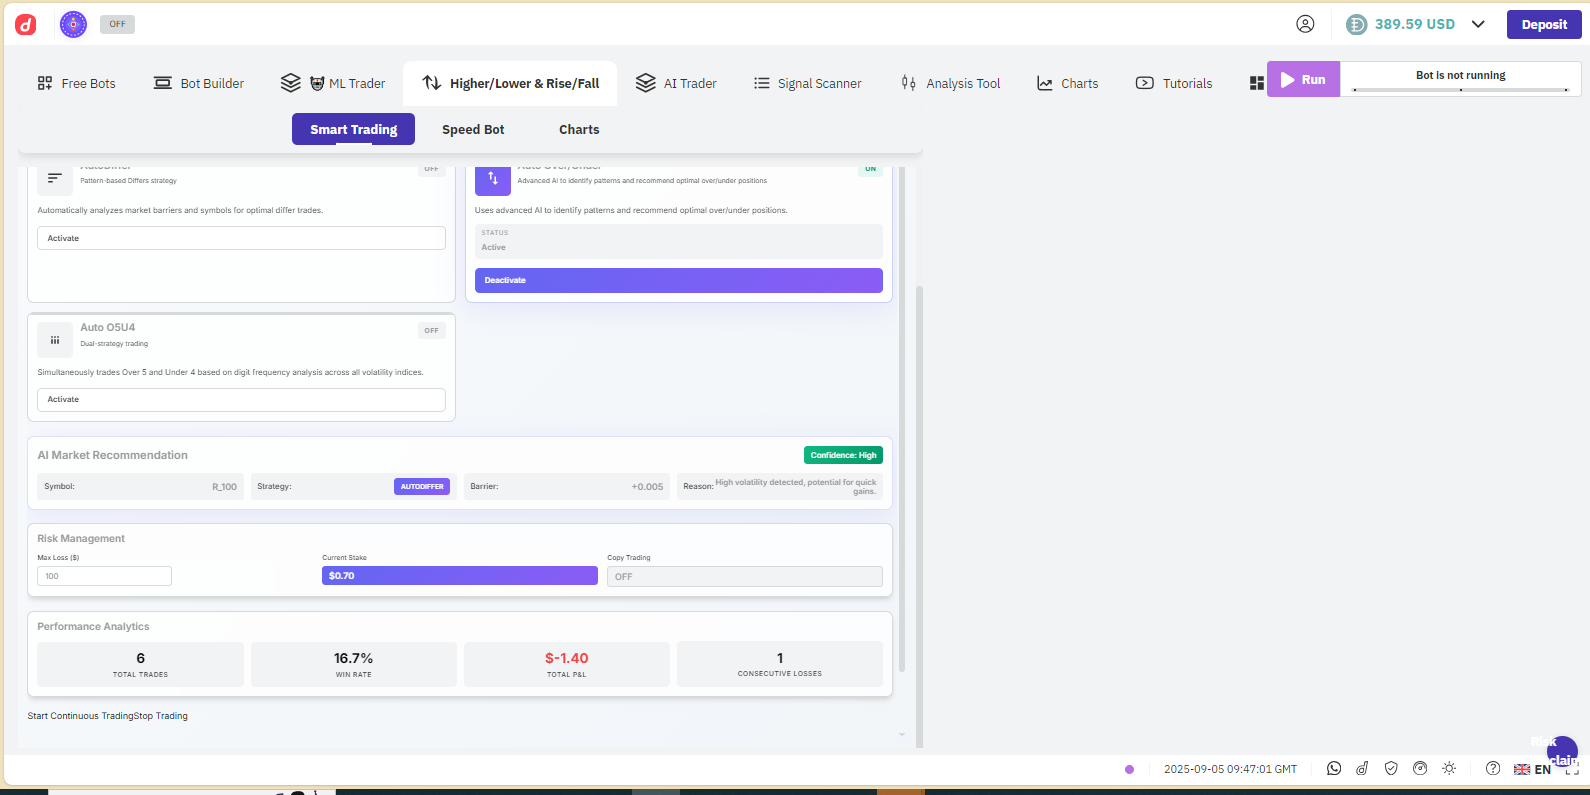 OFF
389.59 USD
Deposit
Free Bots
Bot Builder
ML Trader
Higher/Lower & Rise/Fall
AI Trader
Signal Scanner
Analysis Tool
Charts
Tutorials
Run
Bot is not running
Smart Trading
Speed Bot
Charts
AutoDiffer
OFF
Pattern-based Differs strategy
Automatically analyzes market barriers and symbols for optimal differ trades.
Activate
Auto Over/Under
ON
Advanced AI to identify patterns and recommend optimal over/under positions
Uses advanced AI to identify patterns and recommend optimal over/under positions.
STATUS
Active
Deactivate
Auto O5U4
OFF
Dual-strategy trading
Simultaneously trades Over 5 and Under 4 based on digit frequency analysis across all volatility indices.
Activate
AI Market Recommendation
Confidence: High
Symbol:
R_100
Strategy:
AUTODIFFER
Barrier:
+0.005
Reason:
High volatility detected, potential for quick
gains.
Risk Management
Max Loss ($)
100
Current Stake
$0.70
Copy Trading
OFF
Performance Analytics
6
TOTAL TRADES
16.7%
WIN RATE
$-1.40
TOTAL P&L
1
CONSECUTIVE LOSSES
Start Continuous TradingStop Trading
Risk
2025-09-05 09:47:01 GMT
EN